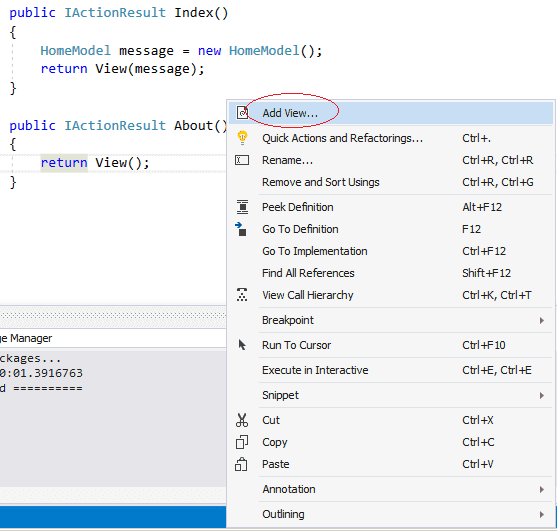 public IActionResult Index()
{
HomeModel message = new HomeModel();
return View(message);
}
public IActionResult About()
{
return View();
}
Add View...
Quick Actions and Refactorings... Ctrl+.
Rename... Ctrl+R, Ctrl+R
Remove and Sort Usings Ctrl+R, Ctrl+G
Peek Definition Alt+F12
Go To Definition F12
Go To Implementation Ctrl+F12
Find All References Shift+F12
View Call Hierarchy Ctrl+K, Ctrl+T
Breakpoint
Run To Cursor Ctrl+F10
Execute in Interactive Ctrl+E, Ctrl+E
Snippet
Cut Ctrl+X
Copy Ctrl+C
Paste Ctrl+V
Annotation
Outlining
ge Manager
ckages...
0:01.3916763
d ==========